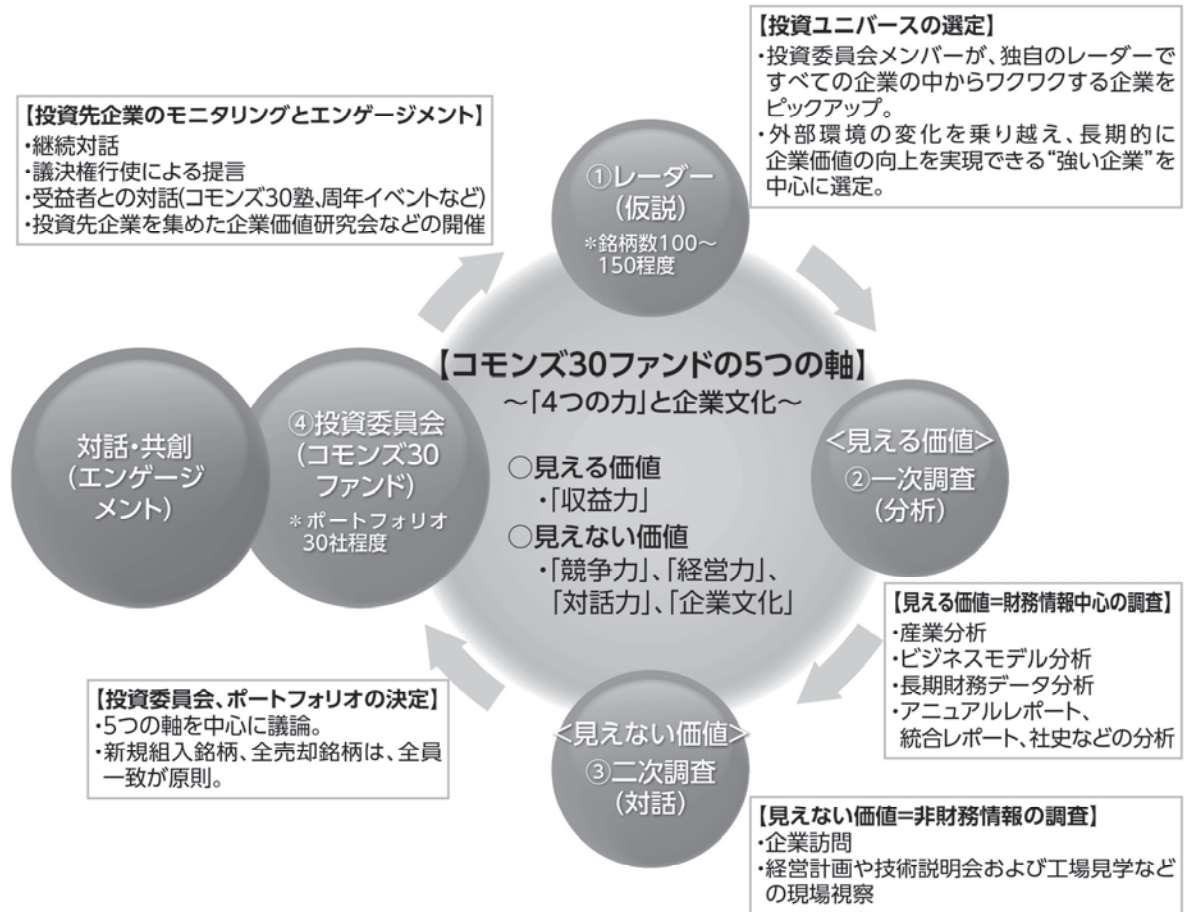 【投資ユニバースの選定】
・投資委員会メンバーが、独自のレーダーで
すべての企業の中からワクワクする企業を
ピックアップ。
・外部環境の変化を乗り越え、長期的に
企業価値の向上を実現できる“強い企業”を
中心に選定。
【投資先企業のモニタリングとエンゲージメント】
・継続対話
・議決権行使による提言
・受益者との対話(コモンズ30塾、周年イベントなど)
・投資先企業を集めた企業価値研究会などの開催
①レーダー
(仮説)
＊銘柄数100～
150程度
【コモンズ30ファンドの5つの軸】
～「4つの力」と企業文化～
○見える価値
・「収益力」
○見えない価値
・「競争力」、「経営力」、
「対話力」、「企業文化」
対話・共創
(エンゲージ
メント)
④投資委員会
(コモンズ30
ファンド)
＊ポートフォリオ
30社程度
<見える価値>
②一次調査
(分析)
【見える価値=財務情報中心の調査】
・産業分析
・ビジネスモデル分析
・長期財務データ分析
・アニュアルレポート、
統合レポート、社史などの分析
【投資委員会、ポートフォリオの決定】
・5つの軸を中心に議論。
・新規組入銘柄、全売却銘柄は、全員
一致が原則。
<見えない価値>
③二次調査
(対話)
【見えない価値=非財務情報の調査】
・企業訪問
・経営計画や技術説明会および工場見学など
の現場視察